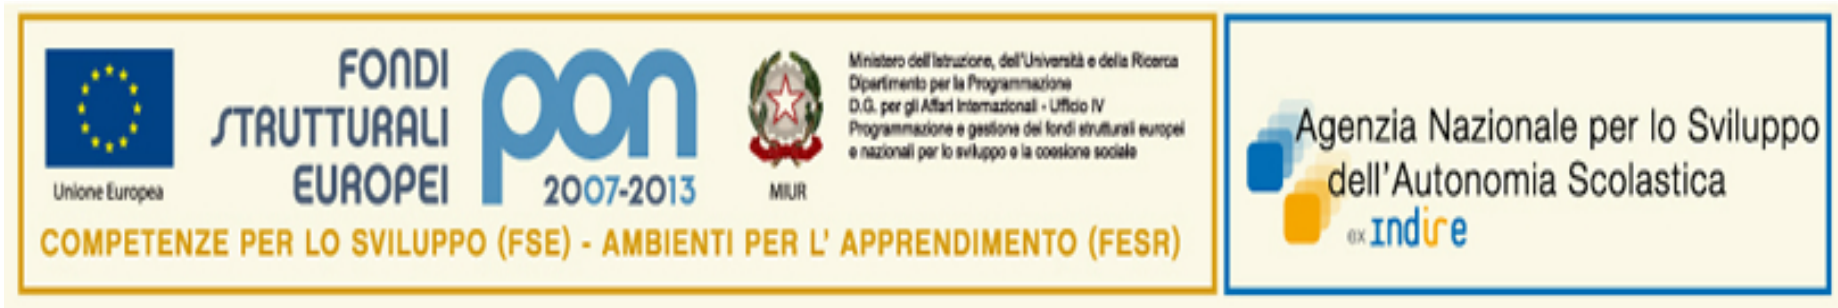 Unione Europea
FONDI
STRUTTURALI
EUROPEI
pon
2007-2013
MIUR
Ministero dell'Istruzione, dell'Università e della Ricerca
Dipartimento per la Programmazione
D.G. per gli Affari Internazionali - Ufficio IV
Programmazione e gestione dei fondi strutturali europei
e nazionali per lo sviluppo e la coesione sociale
COMPETENZE PER LO SVILUPPO (FSE) - AMBIENTI PER L' APPRENDIMENTO (FESR)
Agenzia Nazionale per lo Sviluppo
dell'Autonomia Scolastica
ex Indire